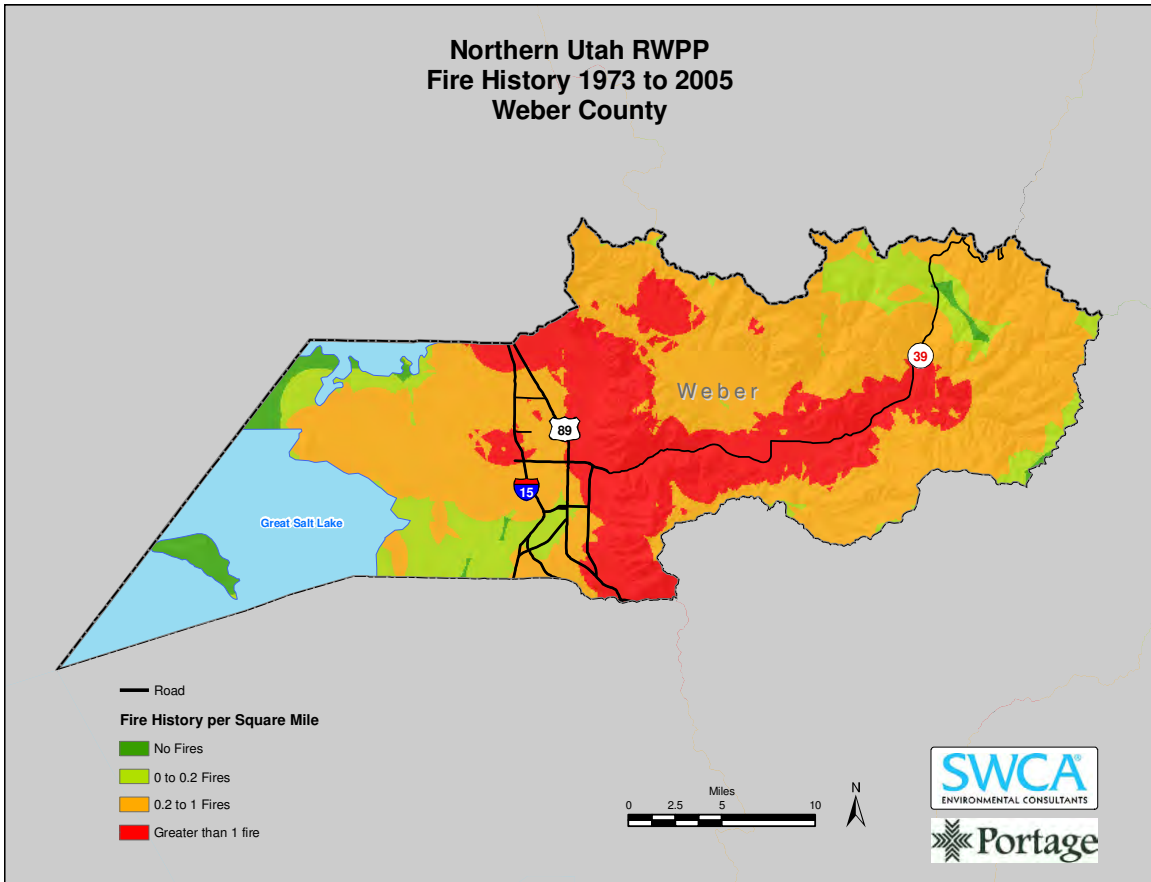 Northern Utah RWPP
Fire History 1973 to 2005
Weber County
39
Weber
89
15
Great Salt Lake
Road
Fire History per Square Mile
No Fires
0 to 0.2 Fires
0.2 to 1 Fires
Greater than 1 fire
Miles
0 2.5 5 10
N
SWCA®
ENVIRONMENTAL CONSULTANTS
Portage